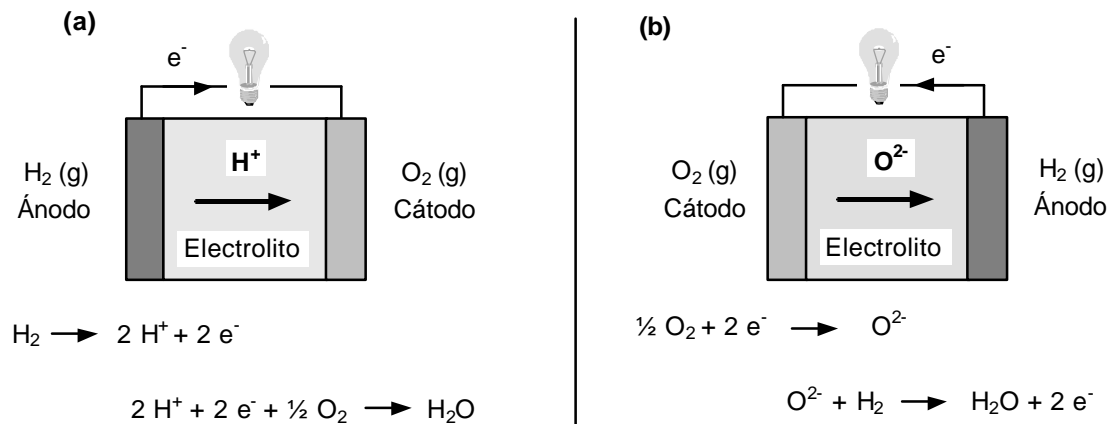 (a)
e⁻
H₂ (g)
Ánodo
H⁺
Electrolito
O₂ (g)
Cátodo
H₂ → 2 H⁺ + 2 e⁻
2 H⁺ + 2 e⁻ + ½ O₂ → H₂O
(b)
e⁻
O₂ (g)
Cátodo
O²⁻
Electrolito
H₂ (g)
Ánodo
½ O₂ + 2 e⁻ → O²⁻
O²⁻ + H₂ → H₂O + 2 e⁻